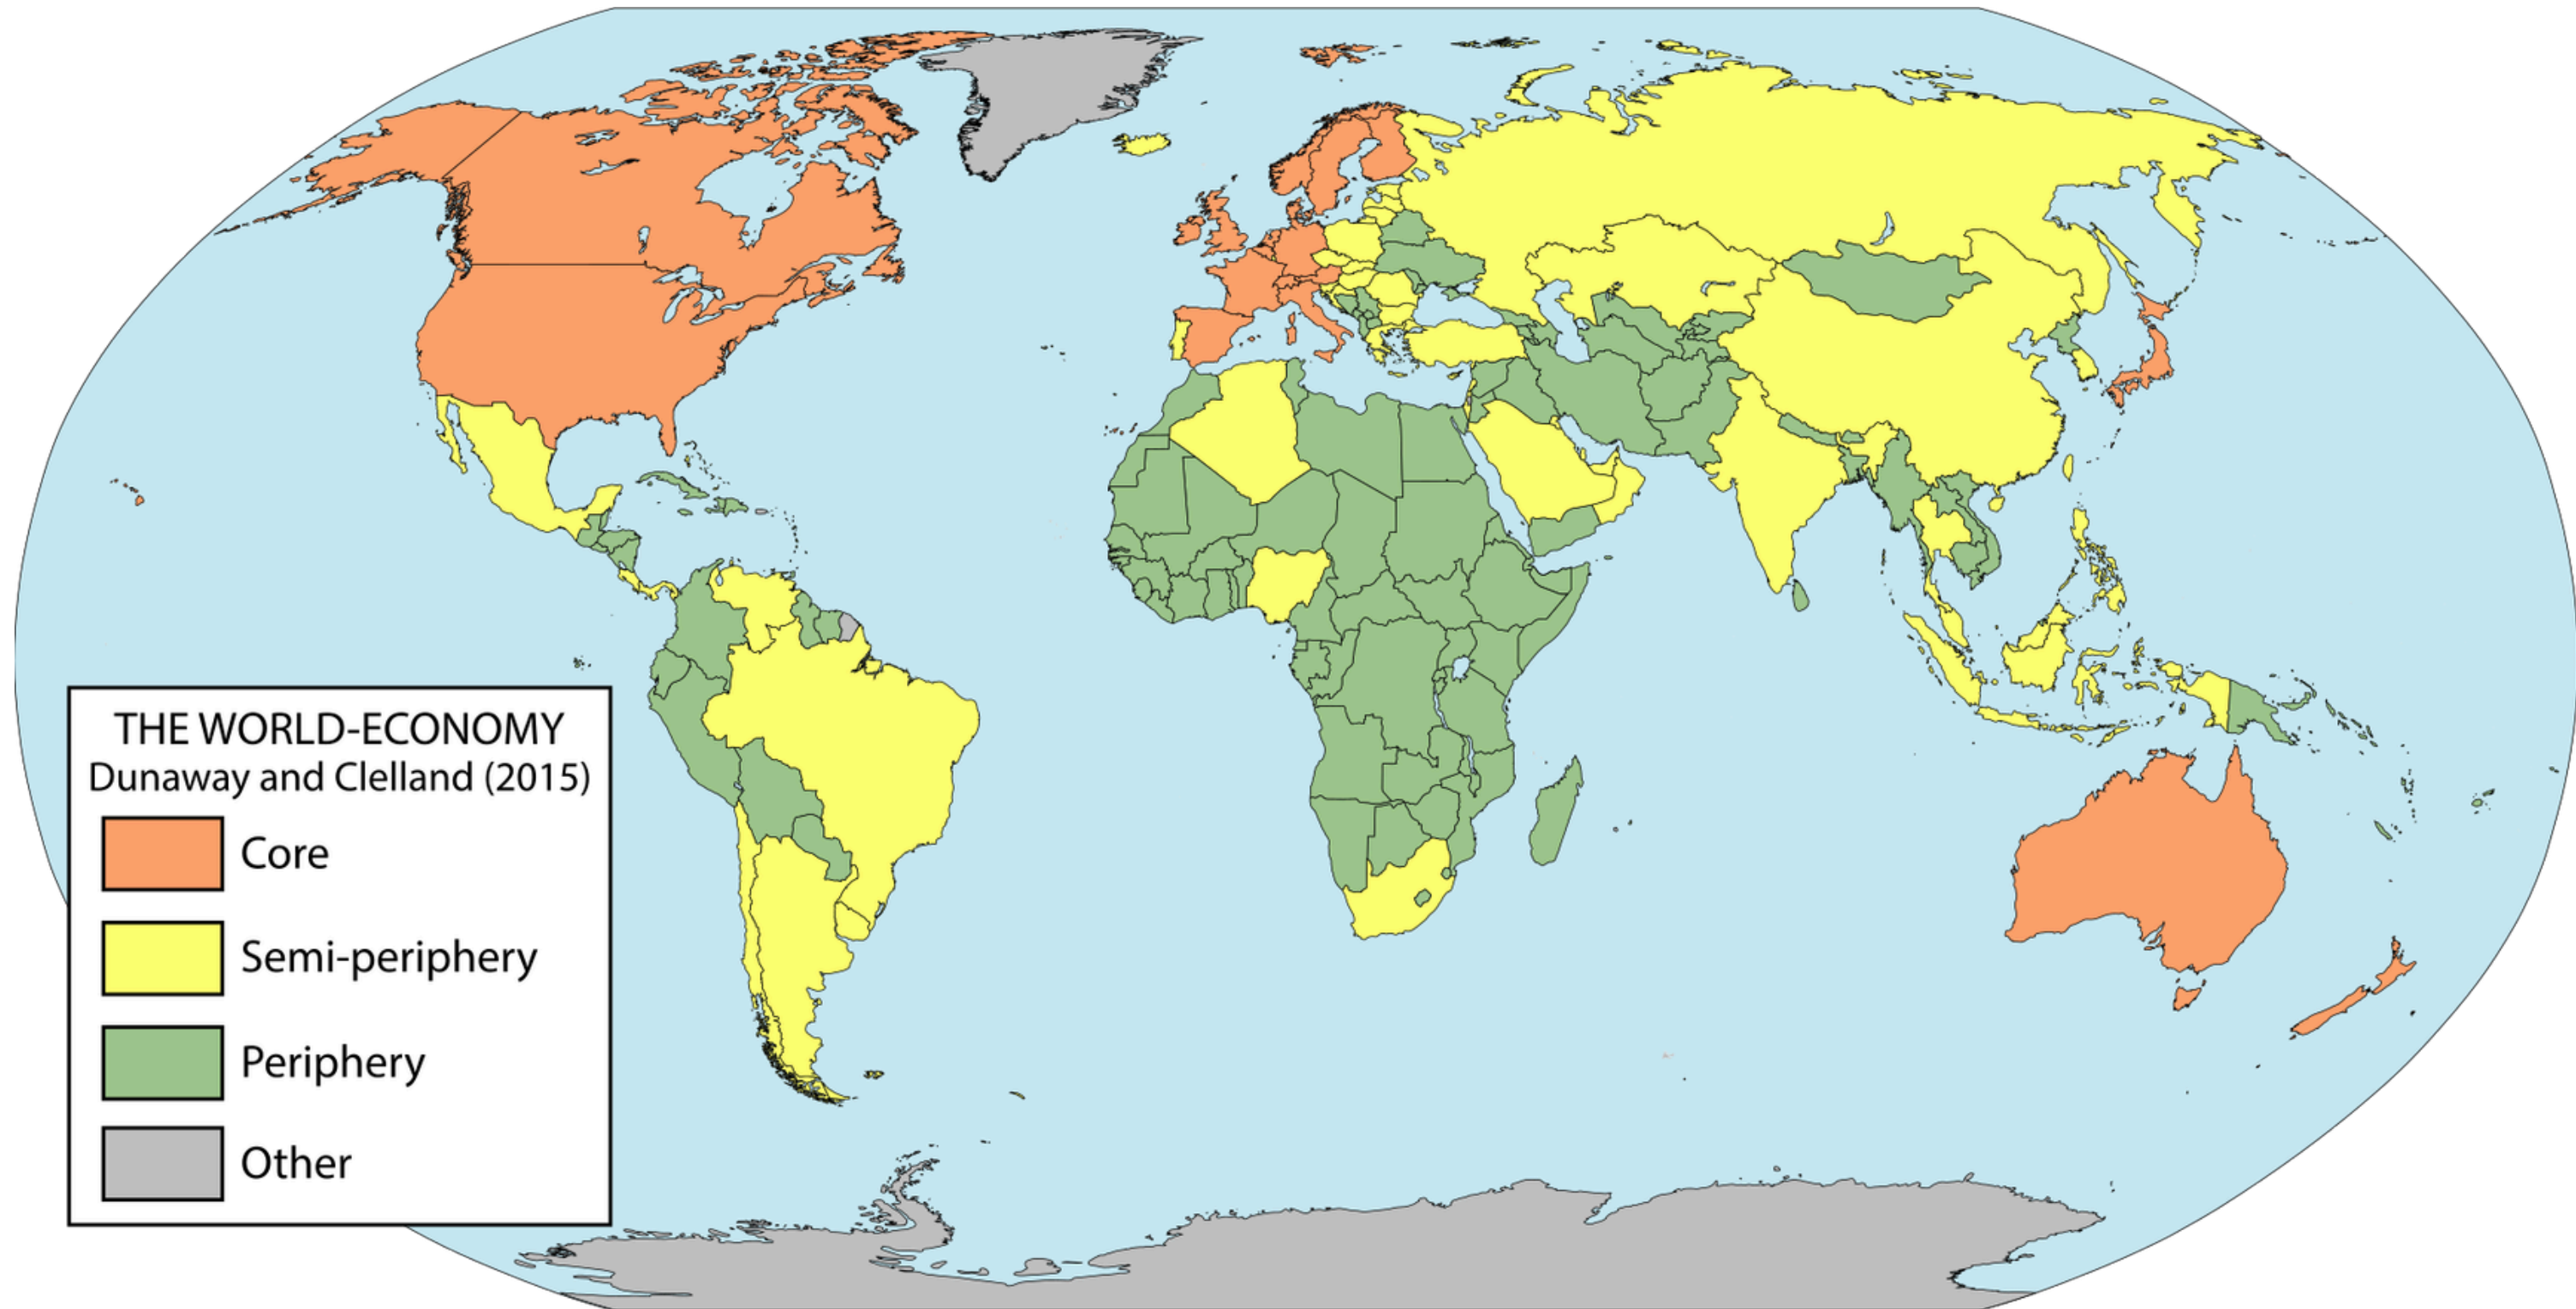 THE WORLD-ECONOMY
Dunaway and Clelland (2015)
Core
Semi-periphery
Periphery
Other